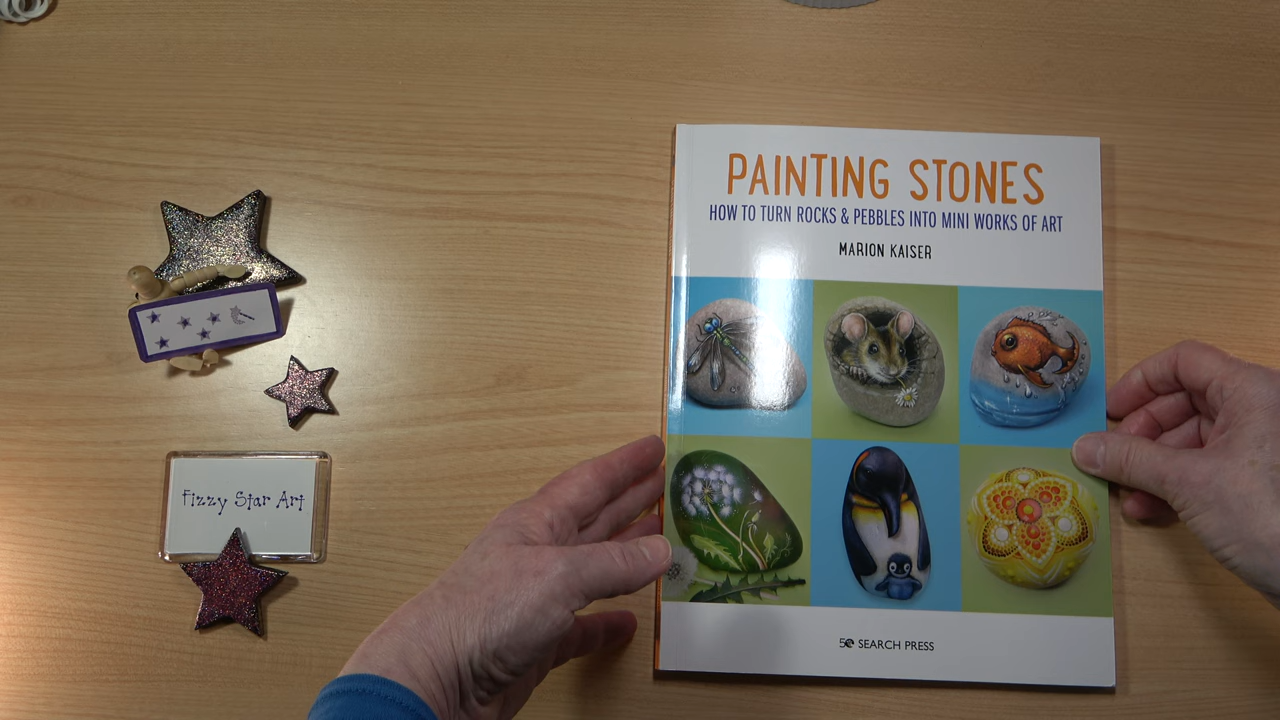 PAINTING STONES
HOW TO TURN ROCKS & PEBBLES INTO MINI WORKS OF ART
MARION KAISER
Fizzy Star Art
50 SEARCH PRESS